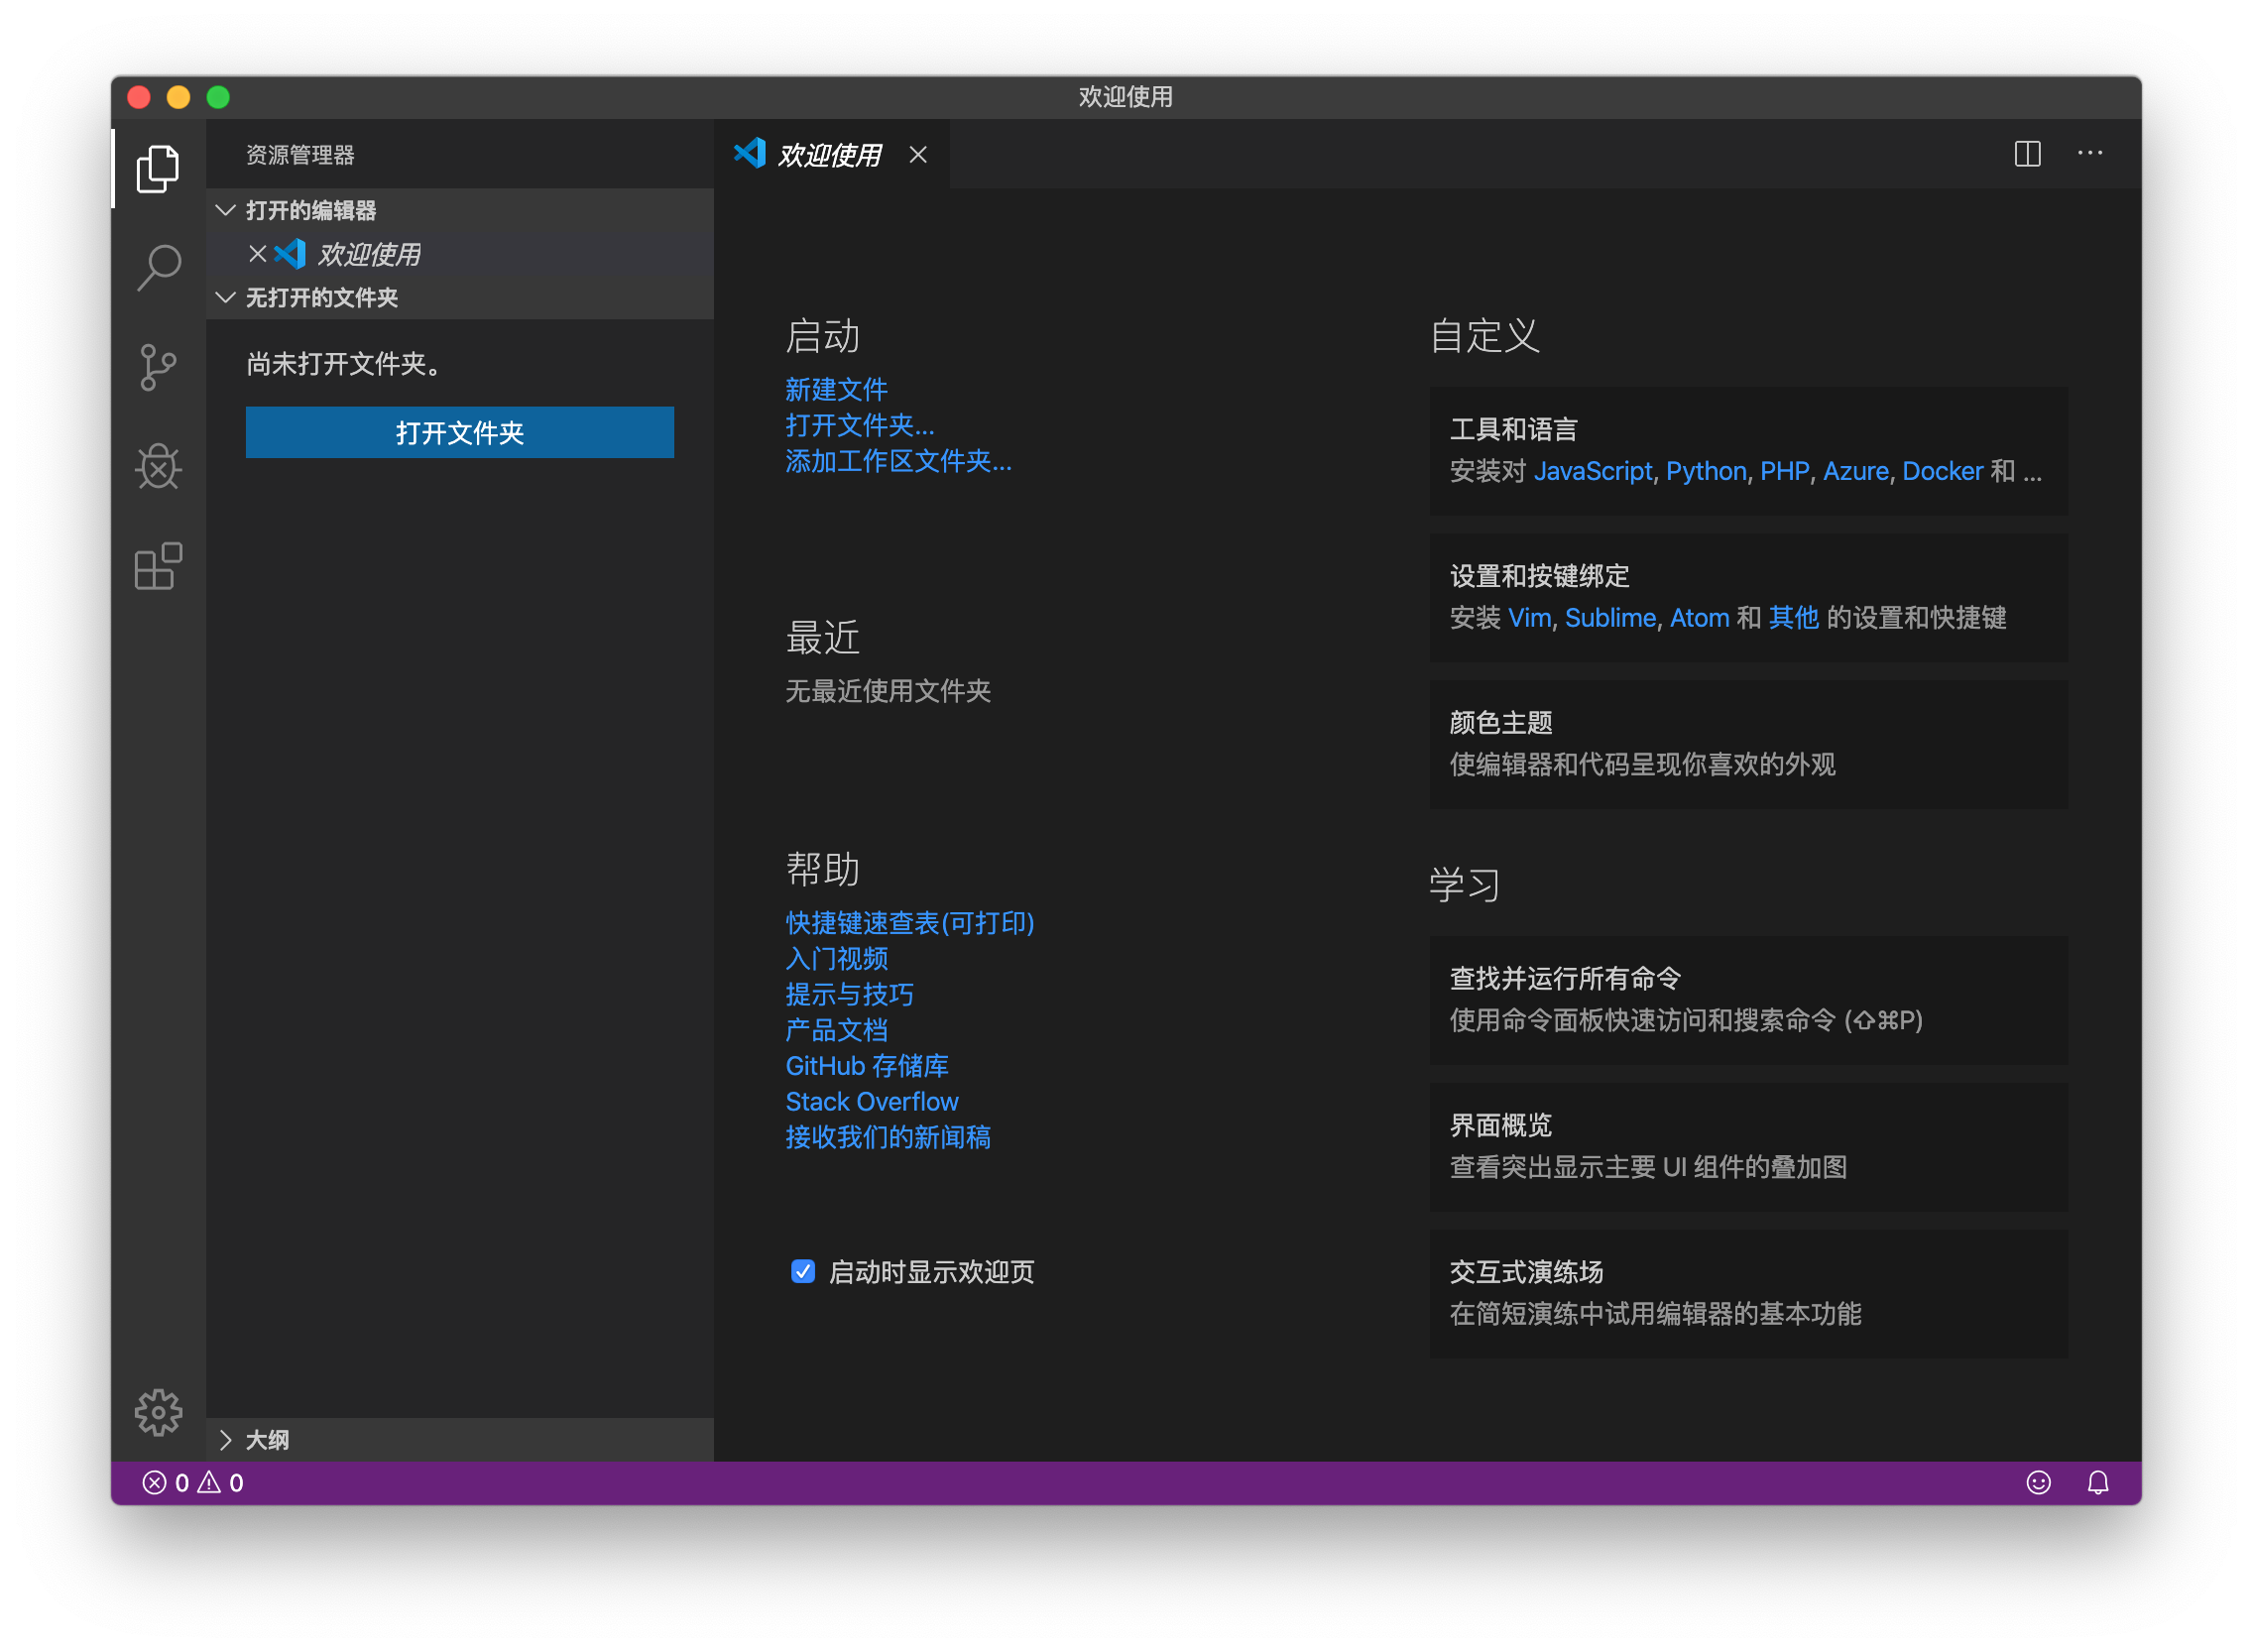 欢迎使用
资源管理器
打开的编辑器
欢迎使用
无打开的文件夹
尚未打开文件夹。
打开文件夹
大纲
欢迎使用
启动
新建文件
打开文件夹...
添加工作区文件夹...
最近
无最近使用文件夹
帮助
快捷键速查表(可打印)
入门视频
提示与技巧
产品文档
GitHub 存储库
Stack Overflow
接收我们的新闻稿
启动时显示欢迎页
自定义
工具和语言
安装对 JavaScript, Python, PHP, Azure, Docker 和 ...
设置和按键绑定
安装 Vim, Sublime, Atom 和 其他 的设置和快捷键
颜色主题
使编辑器和代码呈现你喜欢的外观
学习
查找并运行所有命令
使用命令面板快速访问和搜索命令 (⇧⌘P)
界面概览
查看突出显示主要 UI 组件的叠加图
交互式演练场
在简短演练中试用编辑器的基本功能
0 0